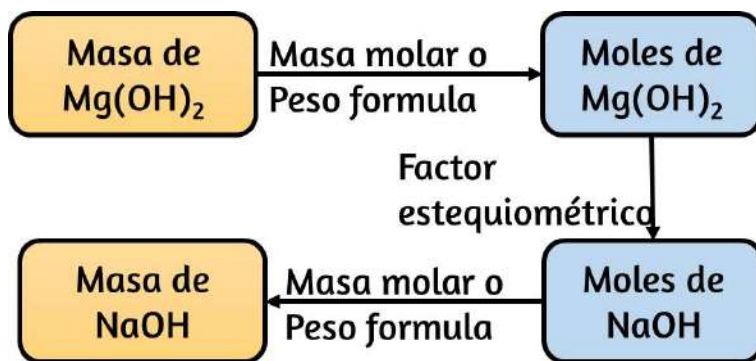 Masa de
Mg(OH)₂
Masa molar o
Peso formula
Moles de
Mg(OH)₂
Factor
estequiométrico
Masa de
NaOH
Masa molar o
Peso formula
Moles de
NaOH